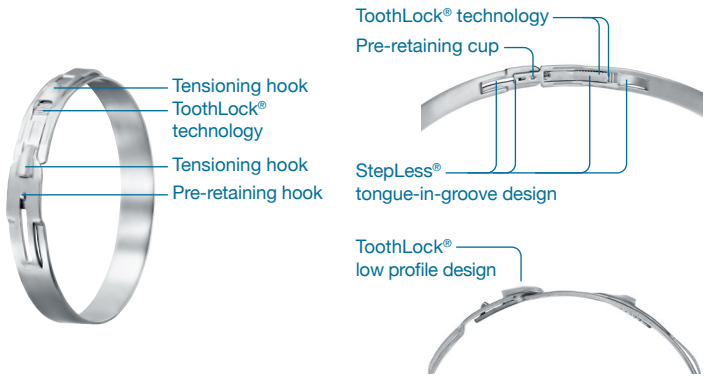 Tensioning hook
ToothLock®
technology
Tensioning hook
Pre-retaining hook
ToothLock® technology
Pre-retaining cup
StepLess®
tongue-in-groove design
ToothLock®
low profile design